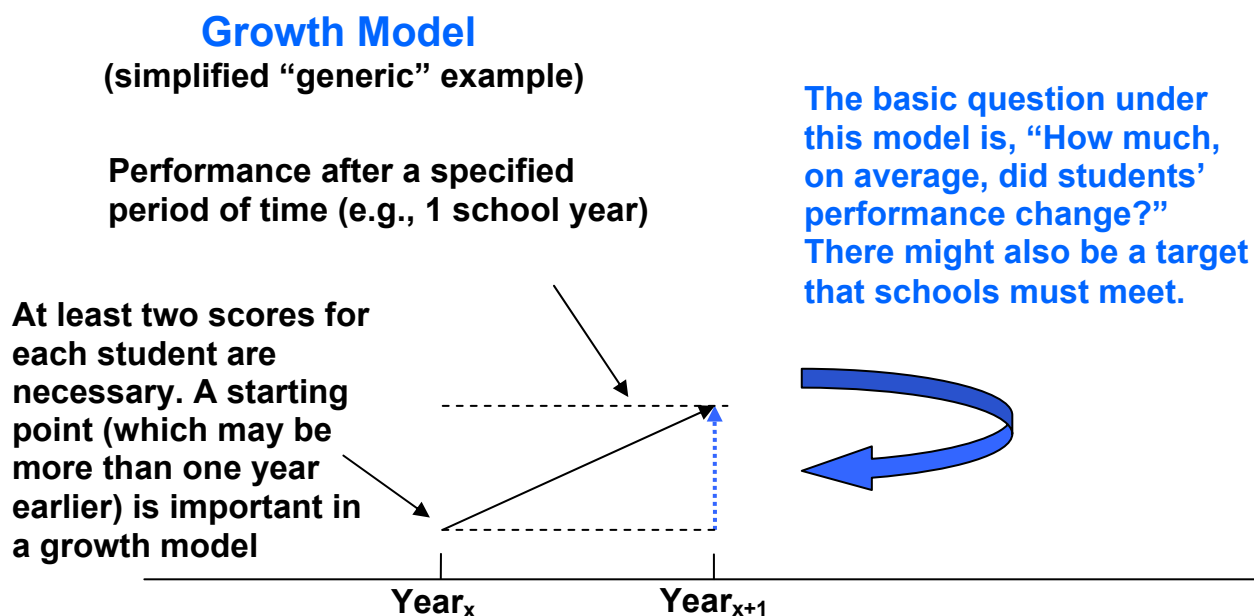 Growth Model
(simplified “generic” example)
Performance after a specified
period of time (e.g., 1 school year)
The basic question under
this model is, “How much,
on average, did students’
performance change?”
There might also be a target
that schools must meet.
At least two scores for
each student are
necessary. A starting
point (which may be
more than one year
earlier) is important in
a growth model
Yearx
Yearx+1